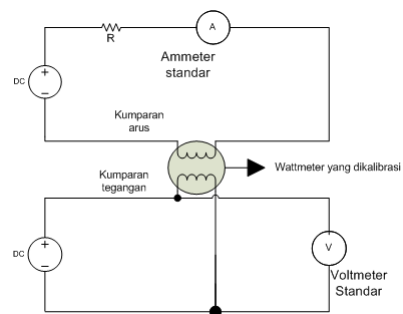 R
A
Ammeter
standar
DC
Kumparan
arus
Wattmeter yang dikalibrasi
Kumparan
tegangan
DC
V
Voltmeter
Standar